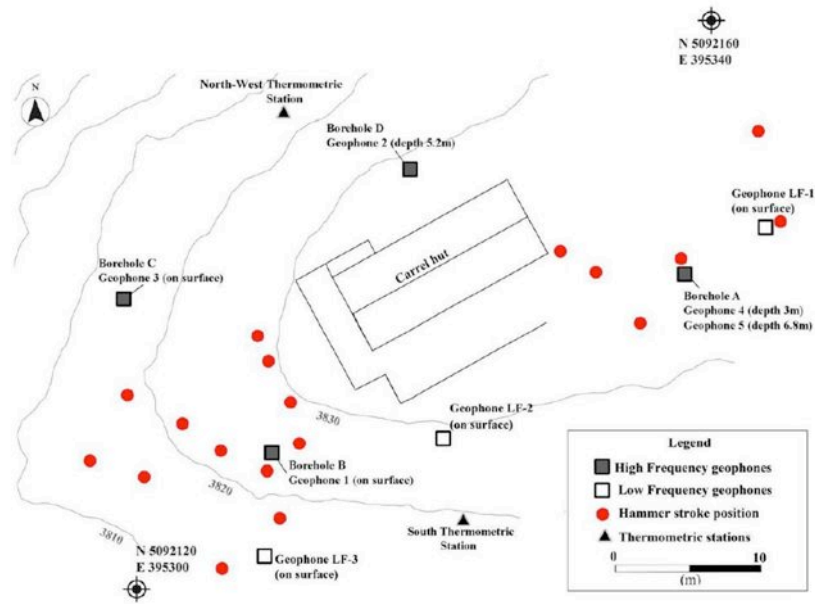 N 5092160
E 395340
N
North-West Thermometric
Station
Borehole D
Geophone 2 (depth 5.2m)
Geophone LF-1
(on surface)
Borehole C
Geophone 3 (on surface)
Carrel hut
Borehole A
Geophone 4 (depth 3m)
Geophone 5 (depth 6.8m)
3830
Geophone LF-2
(on surface)
Borehole B
Geophone 1 (on surface)
3820
3810
South Thermometric
Station
N 5092120
E 395300
Geophone LF-3
(on surface)
Legend
High Frequency geophones
Low Frequency geophones
Hammer stroke position
Thermometric stations
0 10
(m)